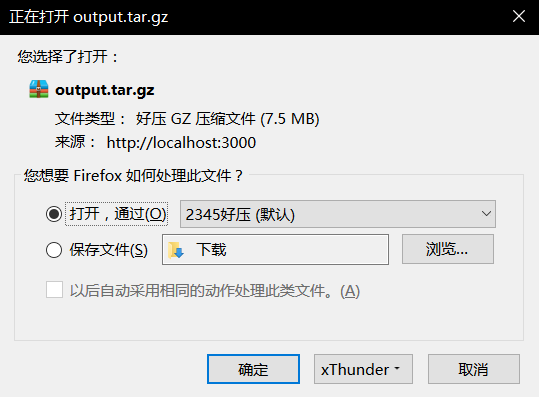 正在打开 output.tar.gz
您选择了打开：
output.tar.gz
文件类型： 好压 GZ 压缩文件 (7.5 MB)
来源： http://localhost:3000
您想要 Firefox 如何处理此文件？
打开，通过(O) 2345好压 (默认)
保存文件(S) 下载 浏览...
以后自动采用相同的动作处理此类文件。(A)
确定 xThunder 取消